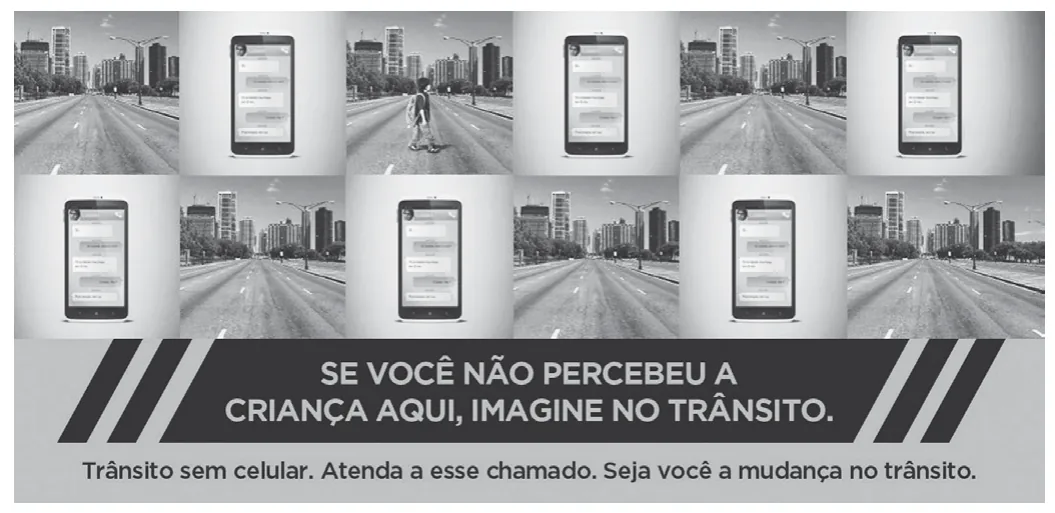 SE VOCÊ NÃO PERCEBEU A
CRIANÇA AQUI, IMAGINE NO TRÂNSITO.
Trânsito sem celular. Atenda a esse chamado. Seja você a mudança no trânsito.